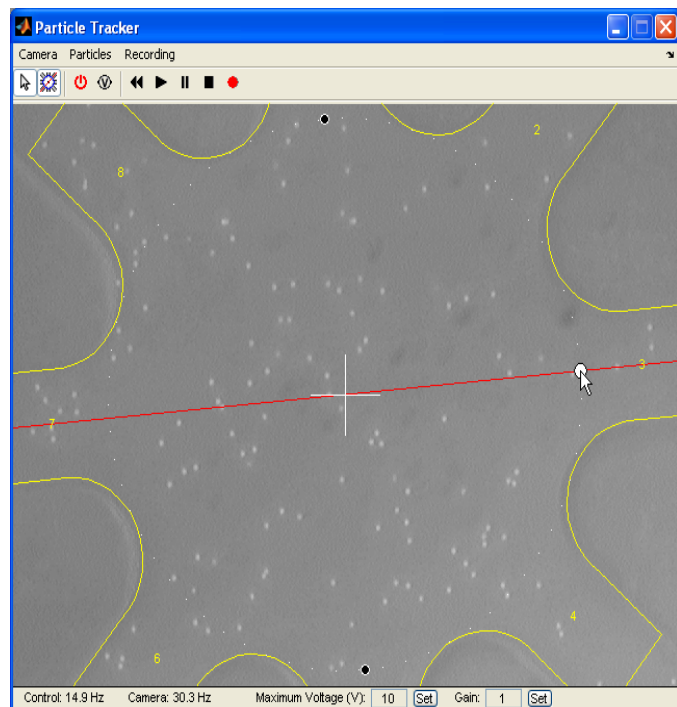 Particle Tracker
Camera Particles Recording
V
2
8
3
7
4
6
Control: 14.9 Hz Camera: 30.3 Hz Maximum Voltage (V): 10 Set Gain: 1 Set